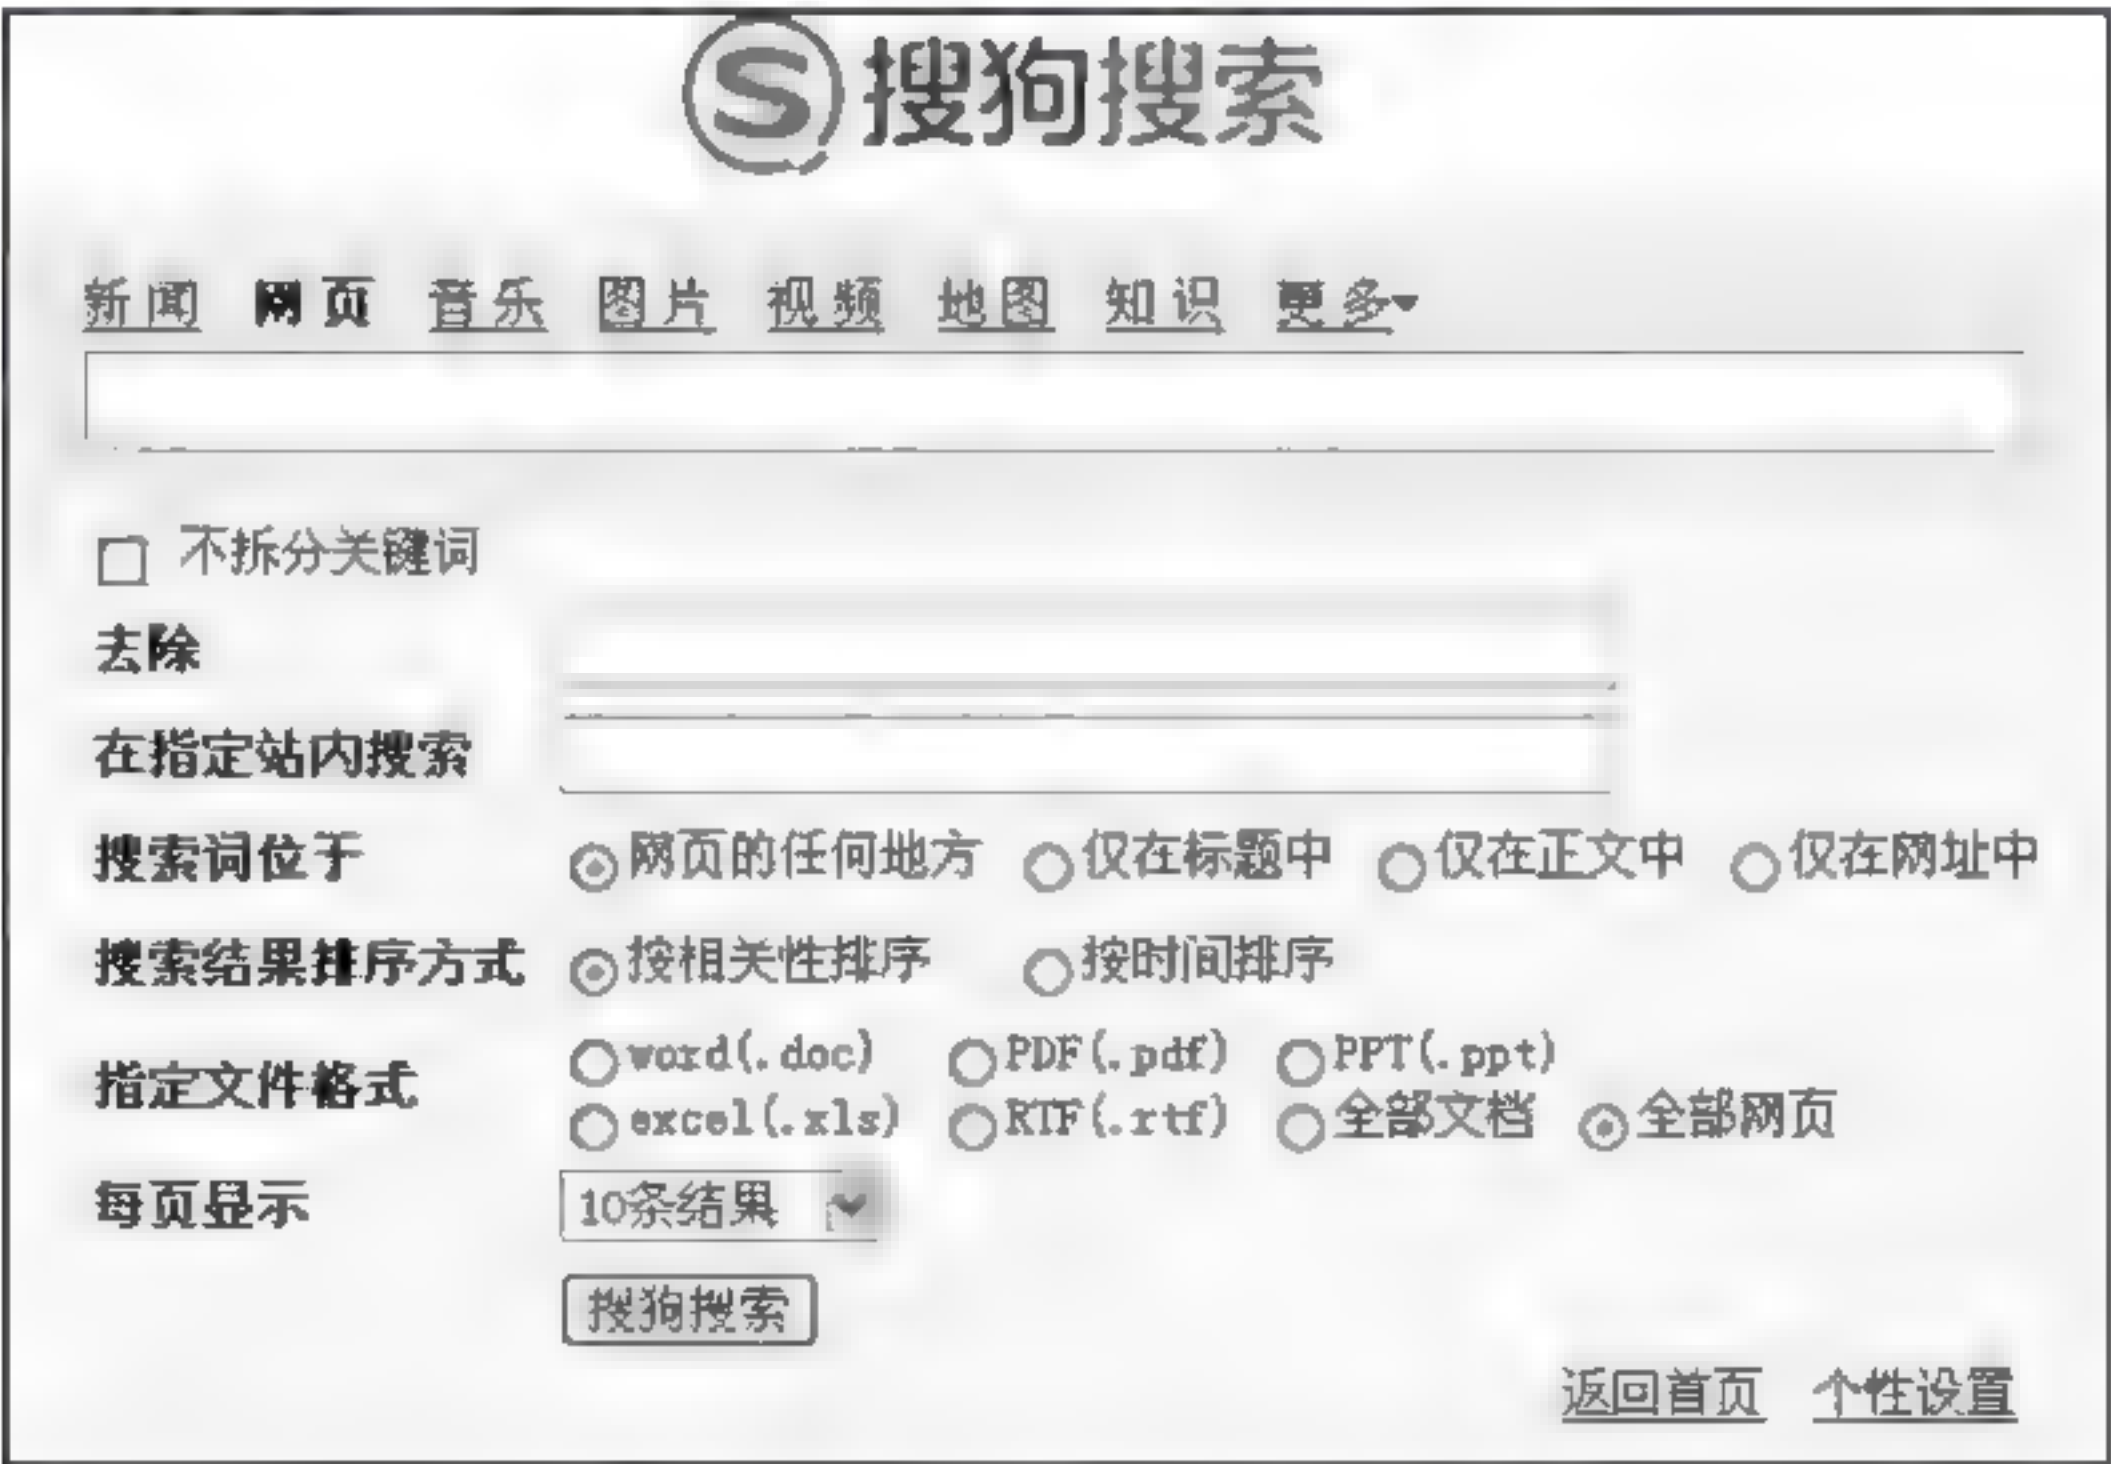 S搜狗搜索
新闻 网页 音乐 图片 视频 地图 知识 更多
不拆分关键词
去除
在指定站内搜索
搜索词位于 网页的任何地方 仅在标题中 仅在正文中 仅在网址中
搜索结果排序方式 按相关性排序 按时间排序
指定文件格式 word(.doc) PDF(.pdf) PPT(.ppt)
excel(.xls) RTF(.rtf) 全部文档 全部网页
每页显示 10条结果
搜狗搜索
返回首页 个性设置